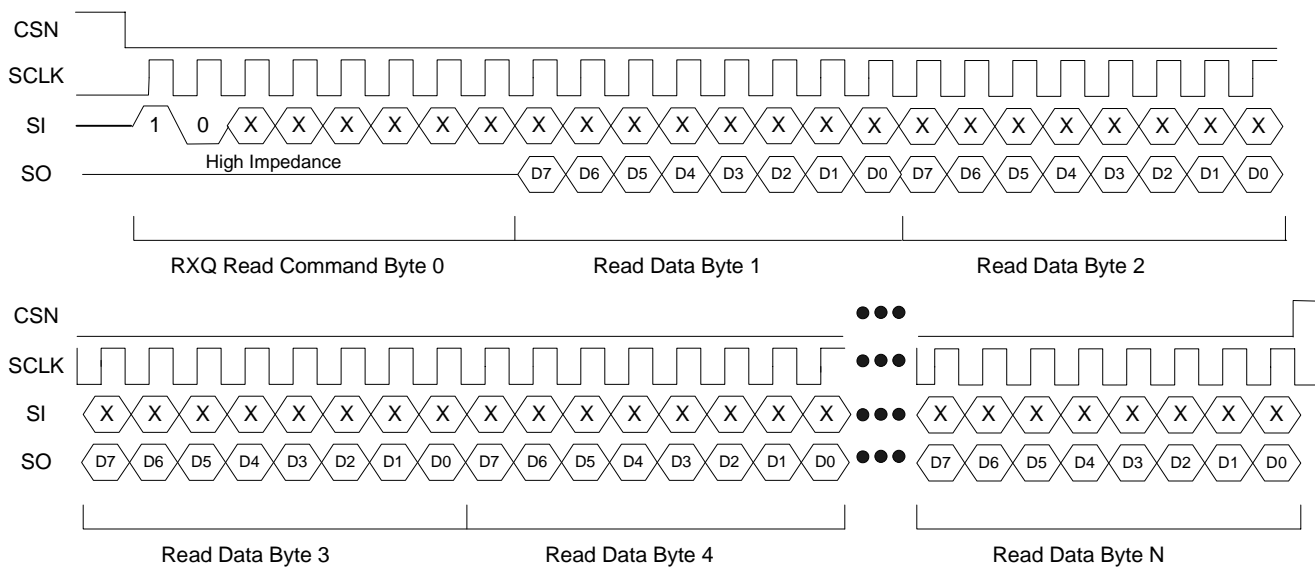 CSN
SCLK
SI 1 0 X X X X X X X X X X X X X X X X X X X X X X
High Impedance
SO D7 D6 D5 D4 D3 D2 D1 D0 D7 D6 D5 D4 D3 D2 D1 D0
RXQ Read Command Byte 0 Read Data Byte 1 Read Data Byte 2
CSN
SCLK
SI X X X X X X X X X X X X X X X X X X X X X X X X
SO D7 D6 D5 D4 D3 D2 D1 D0 D7 D6 D5 D4 D3 D2 D1 D0 D7 D6 D5 D4 D3 D2 D1 D0
Read Data Byte 3 Read Data Byte 4 Read Data Byte N